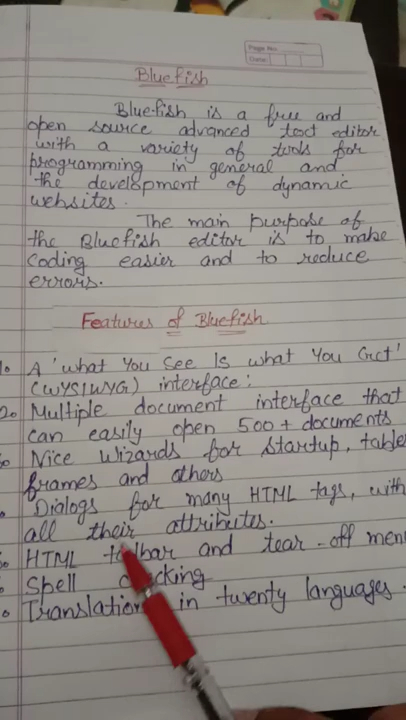 Page No.
Date
Bluefish
Bluefish is a free and
open source advanced text editor
with a variety of tools for
programming in general and
the development of dynamic
websites.
The main purpose of
the Bluefish editor is to make
coding easier and to reduce
errors.
Features of Bluefish
1. A 'What You See Is What You Get'
(WYSIWYG) interface:
2. Multiple document interface that
can easily open 500+ documents
Nice Wizards for startup, table
frames and others
Dialogs for many HTML tags, with
all their attributes.
HTML toolbar and tear-off men
Spell checking
Translation in twenty languages.